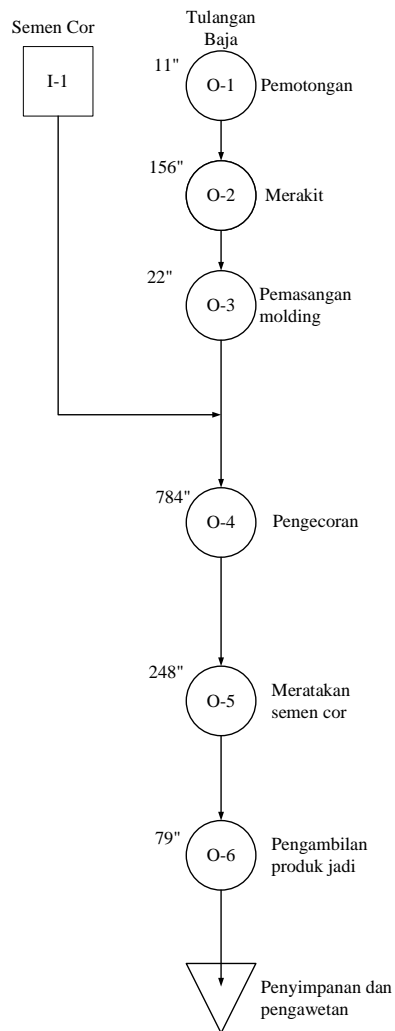 Semen Cor
I-1
Tulangan
Baja
11"
O-1
Pemotongan
156"
O-2
Merakit
22"
O-3
Pemasangan
molding
784"
O-4
Pengecoran
248"
O-5
Meratakan
semen cor
79"
O-6
Pengambilan
produk jadi
Penyimpanan dan
pengawetan